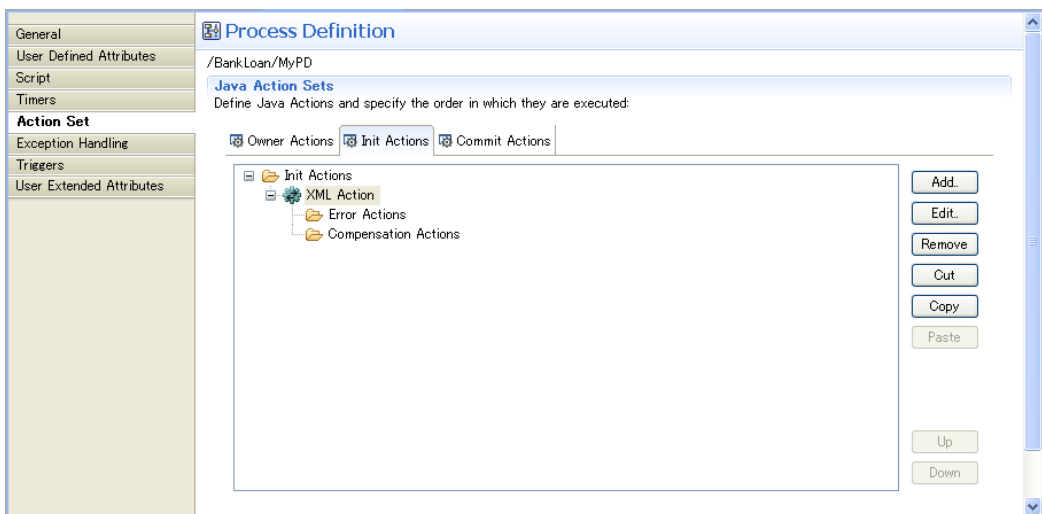 General
User Defined Attributes
Script
Timers
Action Set
Exception Handling
Triggers
User Extended Attributes
Process Definition
/BankLoan/MyPD
Java Action Sets
Define Java Actions and specify the order in which they are executed:
Owner Actions Init Actions Commit Actions
Init Actions
XML Action
Error Actions
Compensation Actions
Add..
Edit..
Remove
Cut
Copy
Paste
Up
Down